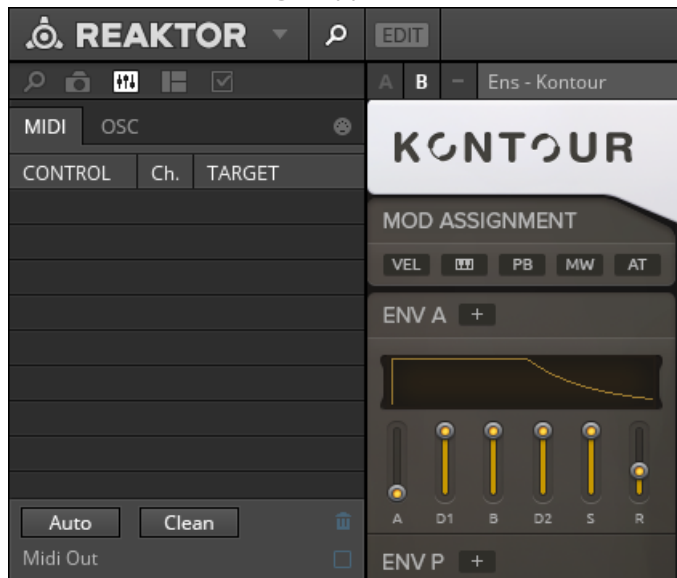 REAKTOR
EDIT
A B – Ens - Kontour
MIDI OSC
CONTROL Ch. TARGET
Auto Clean
Midi Out
KONTOUR
MOD ASSIGNMENT
VEL PB MW AT
ENV A +
A D1 B D2 S R
ENV P +